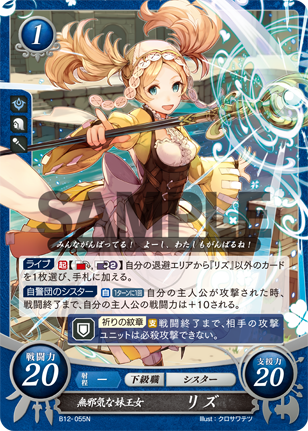 1
SAMPLE
みんながんばってる！ よーし、わたしもがんばるね！
ライブ 起 自分の退避エリアから『リズ』以外のカード
を1枚選び、手札に加える。
自警団のシスター 自 1ターンに1回 自分の主人公が攻撃された時、
戦闘終了まで、自分の主人公の戦闘力は＋10される。
祈りの紋章 戦闘終了まで、相手の攻撃
ユニットは必殺攻撃できない。
戦闘力
20
射程 一 下級職 シスター
支援力
20
無邪気な妹王女 リズ
B12-055N
Illust：クロサワテツ